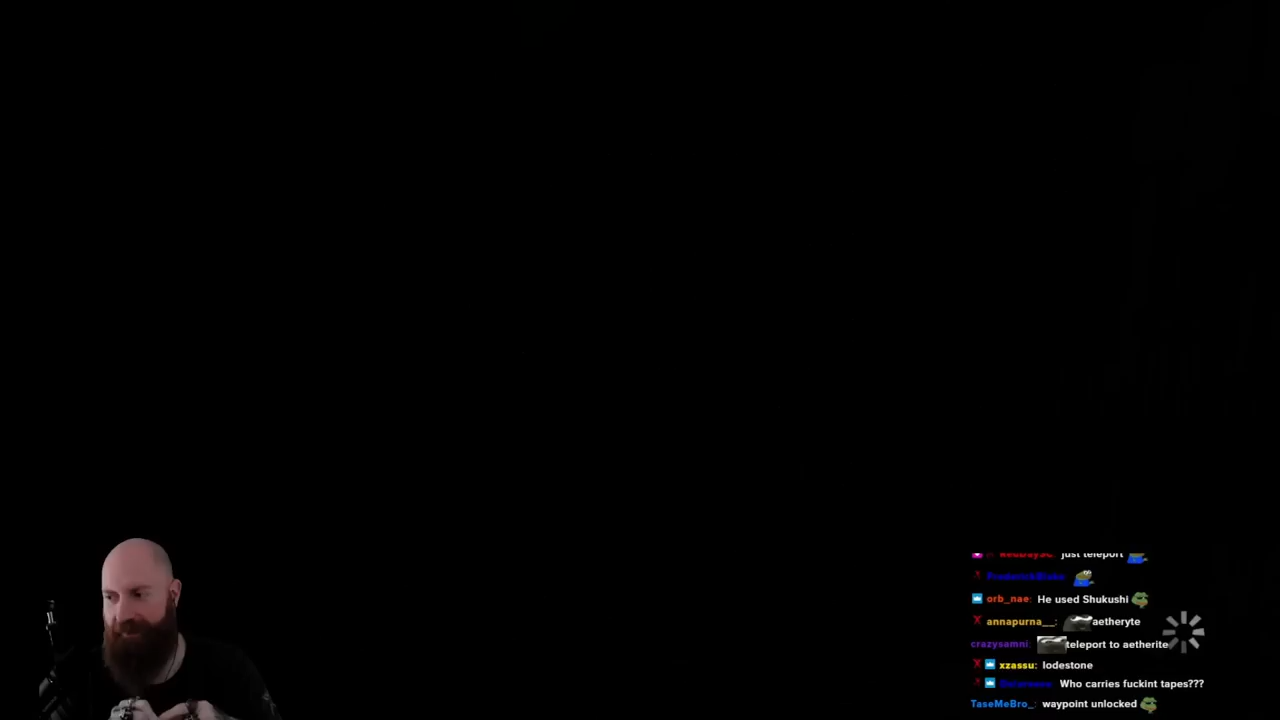 just teleport
orb_nae: He used Shukushi
annapurna__: aetheryte
crazysamni: teleport to aetherite
xzassu: lodestone
Who carries fuckint tapes???
TaseMeBro_: waypoint unlocked